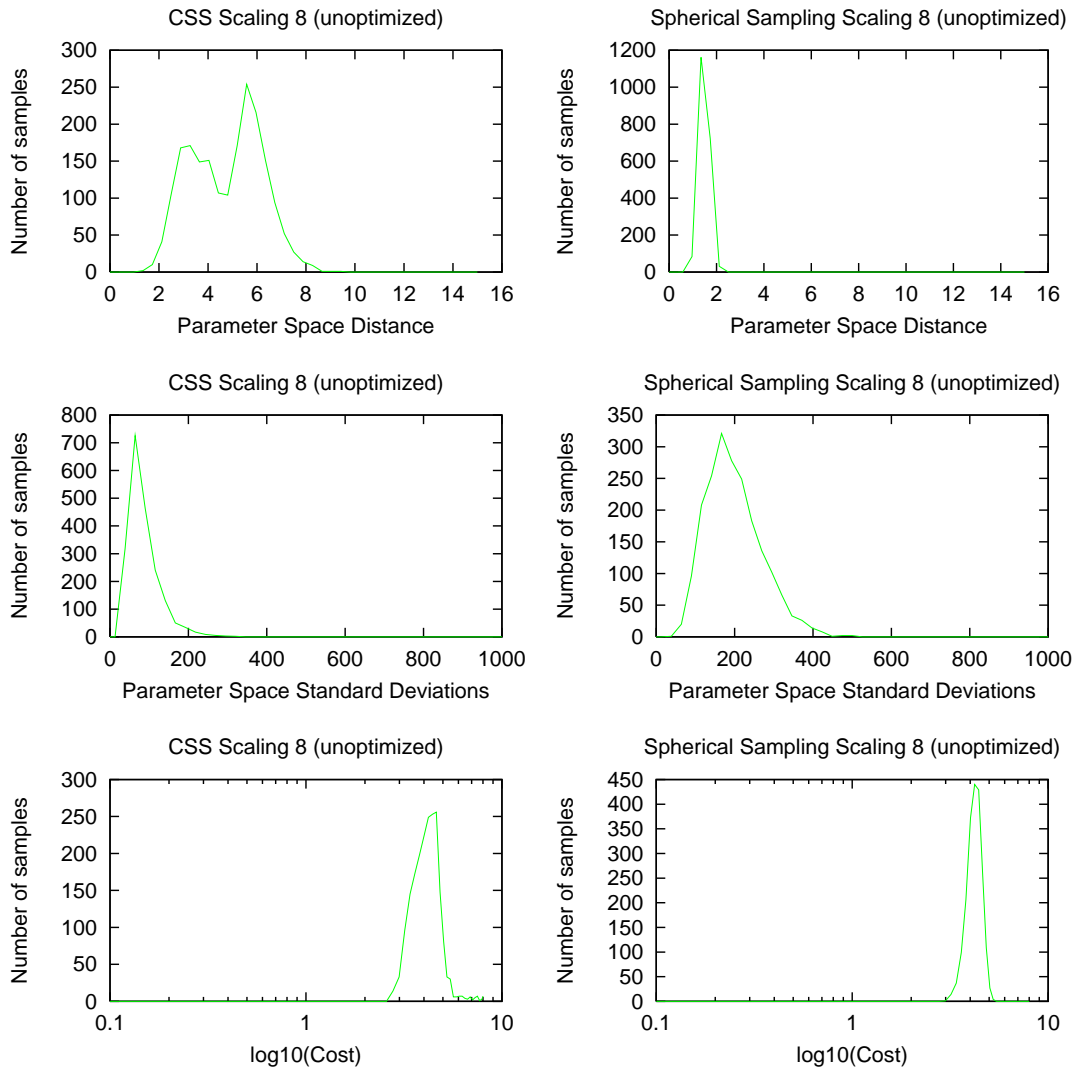 CSS Scaling 8 (unoptimized)
Number of samples
300
250
200
150
100
50
0
0 2 4 6 8 10 12 14 16
Parameter Space Distance
Spherical Sampling Scaling 8 (unoptimized)
Number of samples
1200
1000
800
600
400
200
0
0 2 4 6 8 10 12 14 16
Parameter Space Distance
CSS Scaling 8 (unoptimized)
Number of samples
800
700
600
500
400
300
200
100
0
0 200 400 600 800 1000
Parameter Space Standard Deviations
Spherical Sampling Scaling 8 (unoptimized)
Number of samples
350
300
250
200
150
100
50
0
0 200 400 600 800 1000
Parameter Space Standard Deviations
CSS Scaling 8 (unoptimized)
Number of samples
300
250
200
150
100
50
0
0.1 1 10
log10(Cost)
Spherical Sampling Scaling 8 (unoptimized)
Number of samples
450
400
350
300
250
200
150
100
50
0
0.1 1 10
log10(Cost)